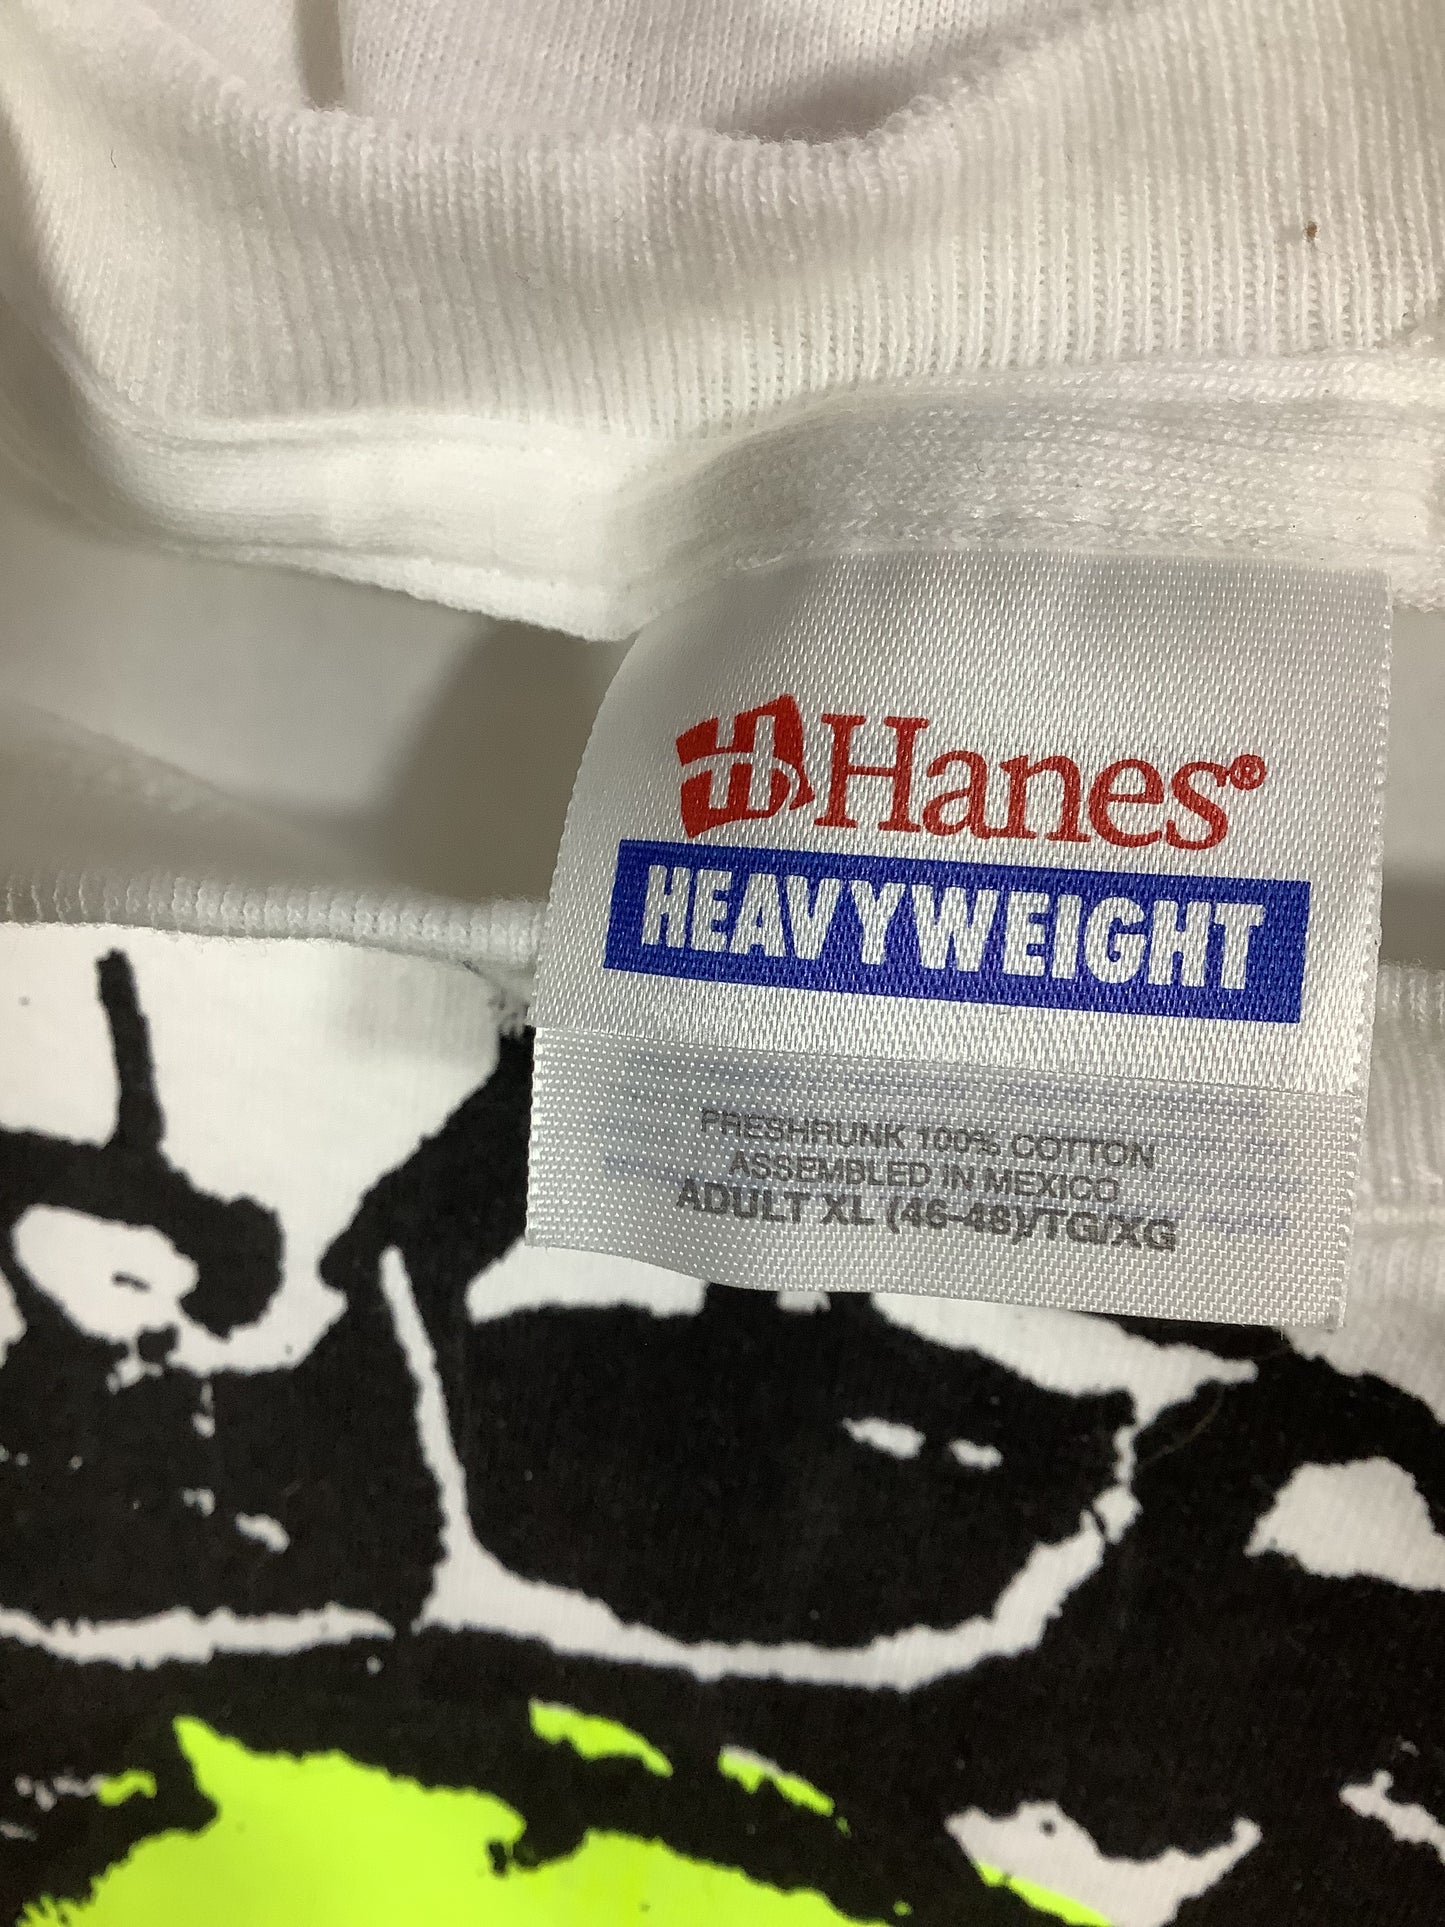 Hanes®
HEAVYWEIGHT
PRESHRUNK 100% COTTON
ASSEMBLED IN MEXICO
ADULT XL (46-48)/TG/XG